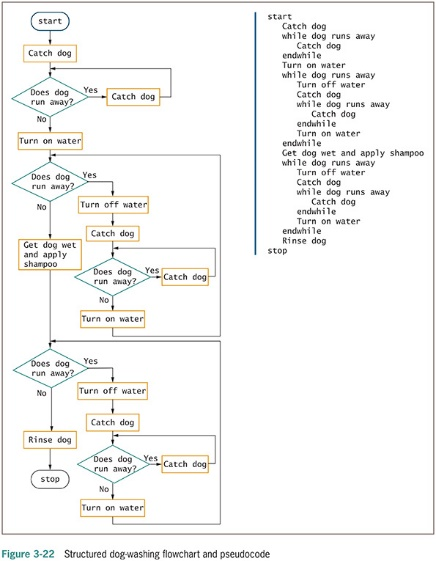 start
Catch dog
Does dog
run away?
Yes
Catch dog
No
Turn on water
Does dog
run away?
Yes
No
Turn off water
Catch dog
Get dog wet
and apply
shampoo
Does dog
run away?
Yes
Catch dog
No
Turn on water
Does dog
run away?
Yes
No
Turn off water
Catch dog
Rinse dog
Does dog
run away?
Yes
Catch dog
stop
No
Turn on water
start
Catch dog
while dog runs away
Catch dog
endwhile
Turn on water
while dog runs away
Turn off water
Catch dog
while dog runs away
Catch dog
endwhile
Turn on water
endwhile
Get dog wet and apply shampoo
while dog runs away
Turn off water
Catch dog
while dog runs away
Catch dog
endwhile
Turn on water
endwhile
Rinse dog
stop
Figure 3-22 Structured dog-washing flowchart and pseudocode